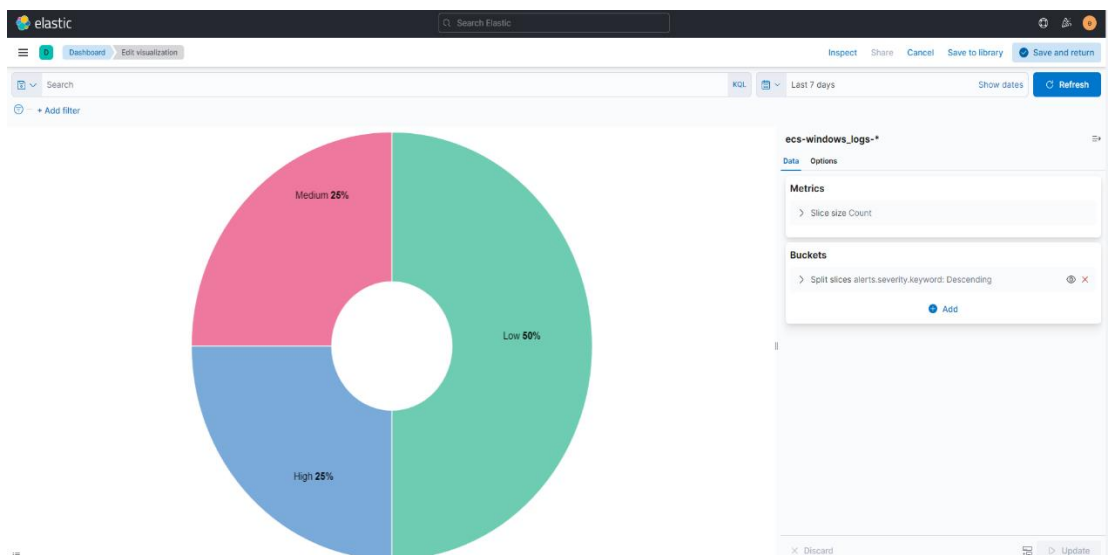 elastic
Search Elastic
e
D
Dashboard
Edit visualization
Inspect Share Cancel Save to library Save and return
Search
KQL
Last 7 days
Show dates
Refresh
+ Add filter
ecs-windows_logs-*
Data Options
Metrics
> Slice size Count
Buckets
> Split slices alerts.severity.keyword: Descending
Add
Medium 25%
Low 50%
High 25%
Discard
Update